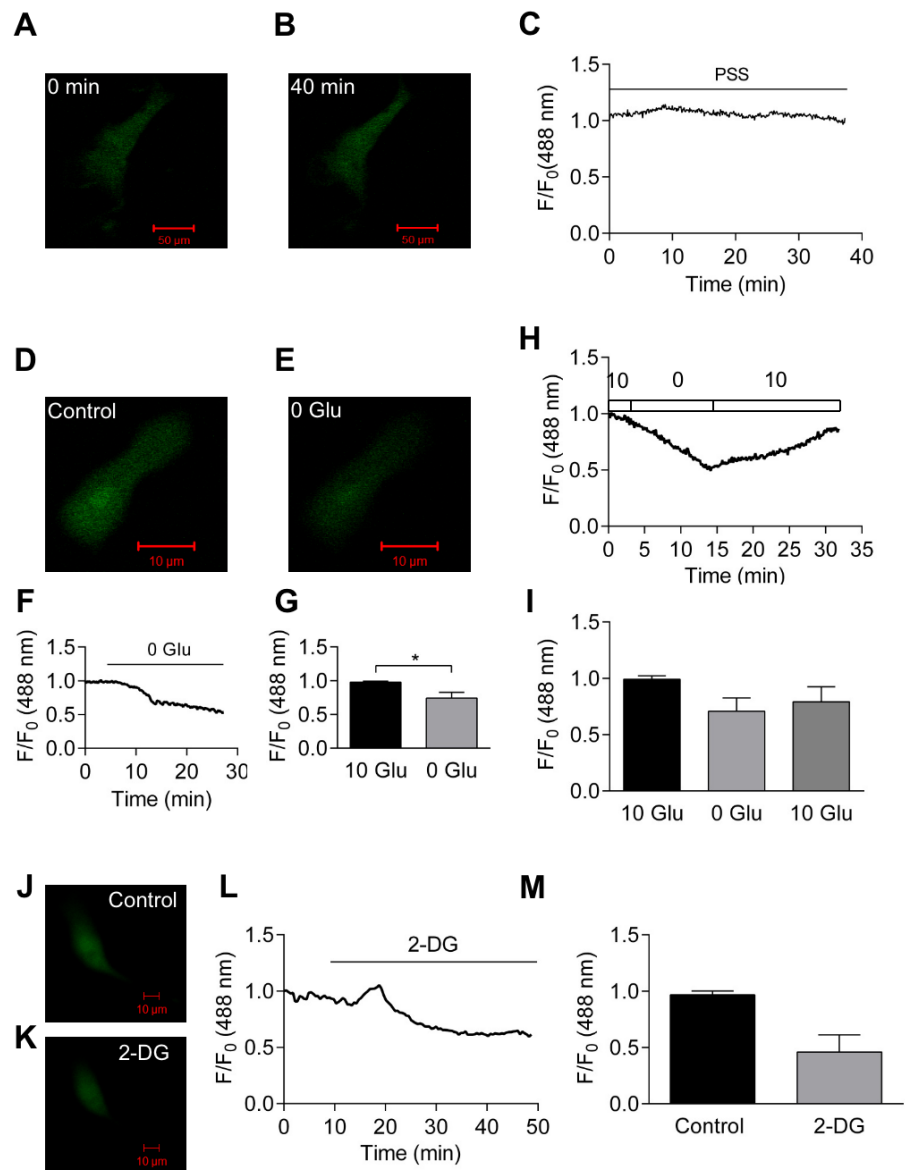 A
B
C
0 min
50 µm
40 min
50 µm
PSS
F/F0(488 nm)
1.5
1.0
0.5
0.0
0 10 20 30 40
Time (min)
D
E
H
Control
10 µm
0 Glu
10 µm
10 0 10
F/F0 (488 nm)
1.5
1.0
0.5
0.0
0 5 10 15 20 25 30 35
Time (min)
F
G
I
0 Glu
F/F0 (488 nm)
1.5
1.0
0.5
0.0
0 10 20 30
Time (min)
*
F/F0 (488 nm)
1.5
1.0
0.5
0.0
10 Glu 0 Glu
F/F0 (488 nm)
1.5
1.0
0.5
0.0
10 Glu 0 Glu 10 Glu
J
L
M
Control
10 µm
K
2-DG
10 µm
2-DG
F/F0 (488 nm)
1.5
1.0
0.5
0.0
0 10 20 30 40 50
Time (min)
F/F0 (488 nm)
1.5
1.0
0.5
0.0
Control 2-DG